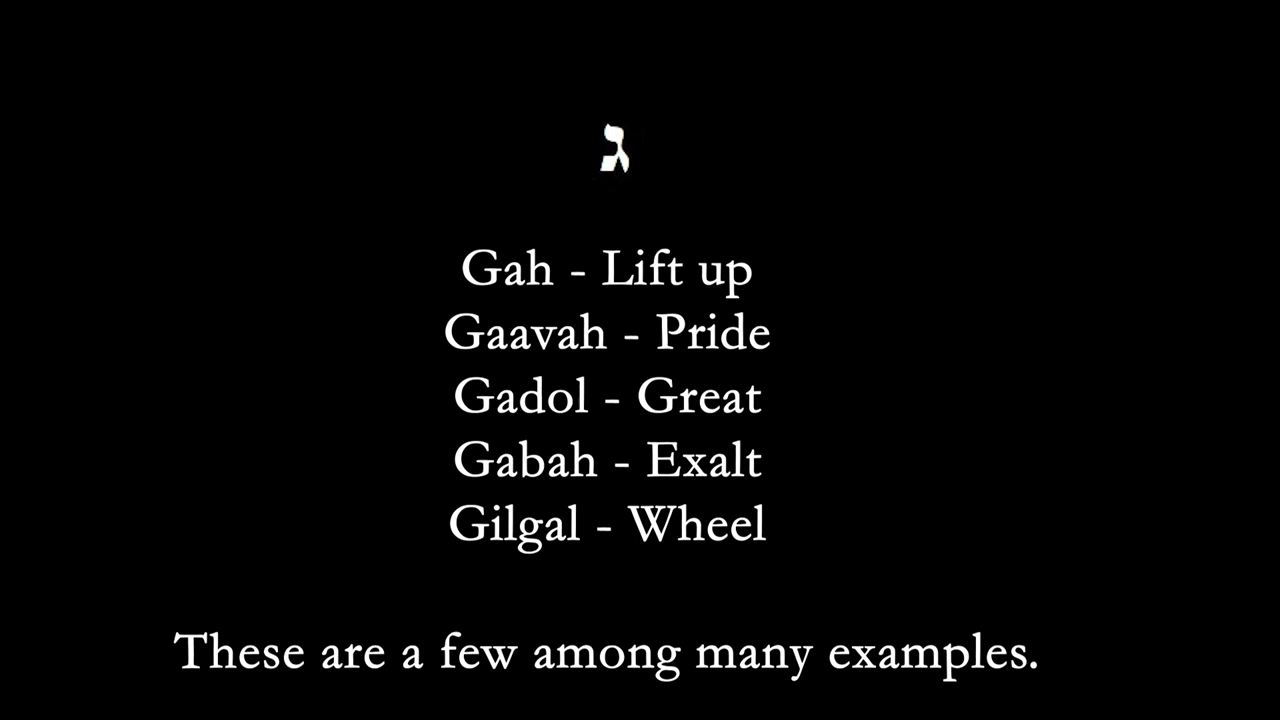 ג
Gah - Lift up
Gaavah - Pride
Gadol - Great
Gabah - Exalt
Gilgal - Wheel
These are a few among many examples.